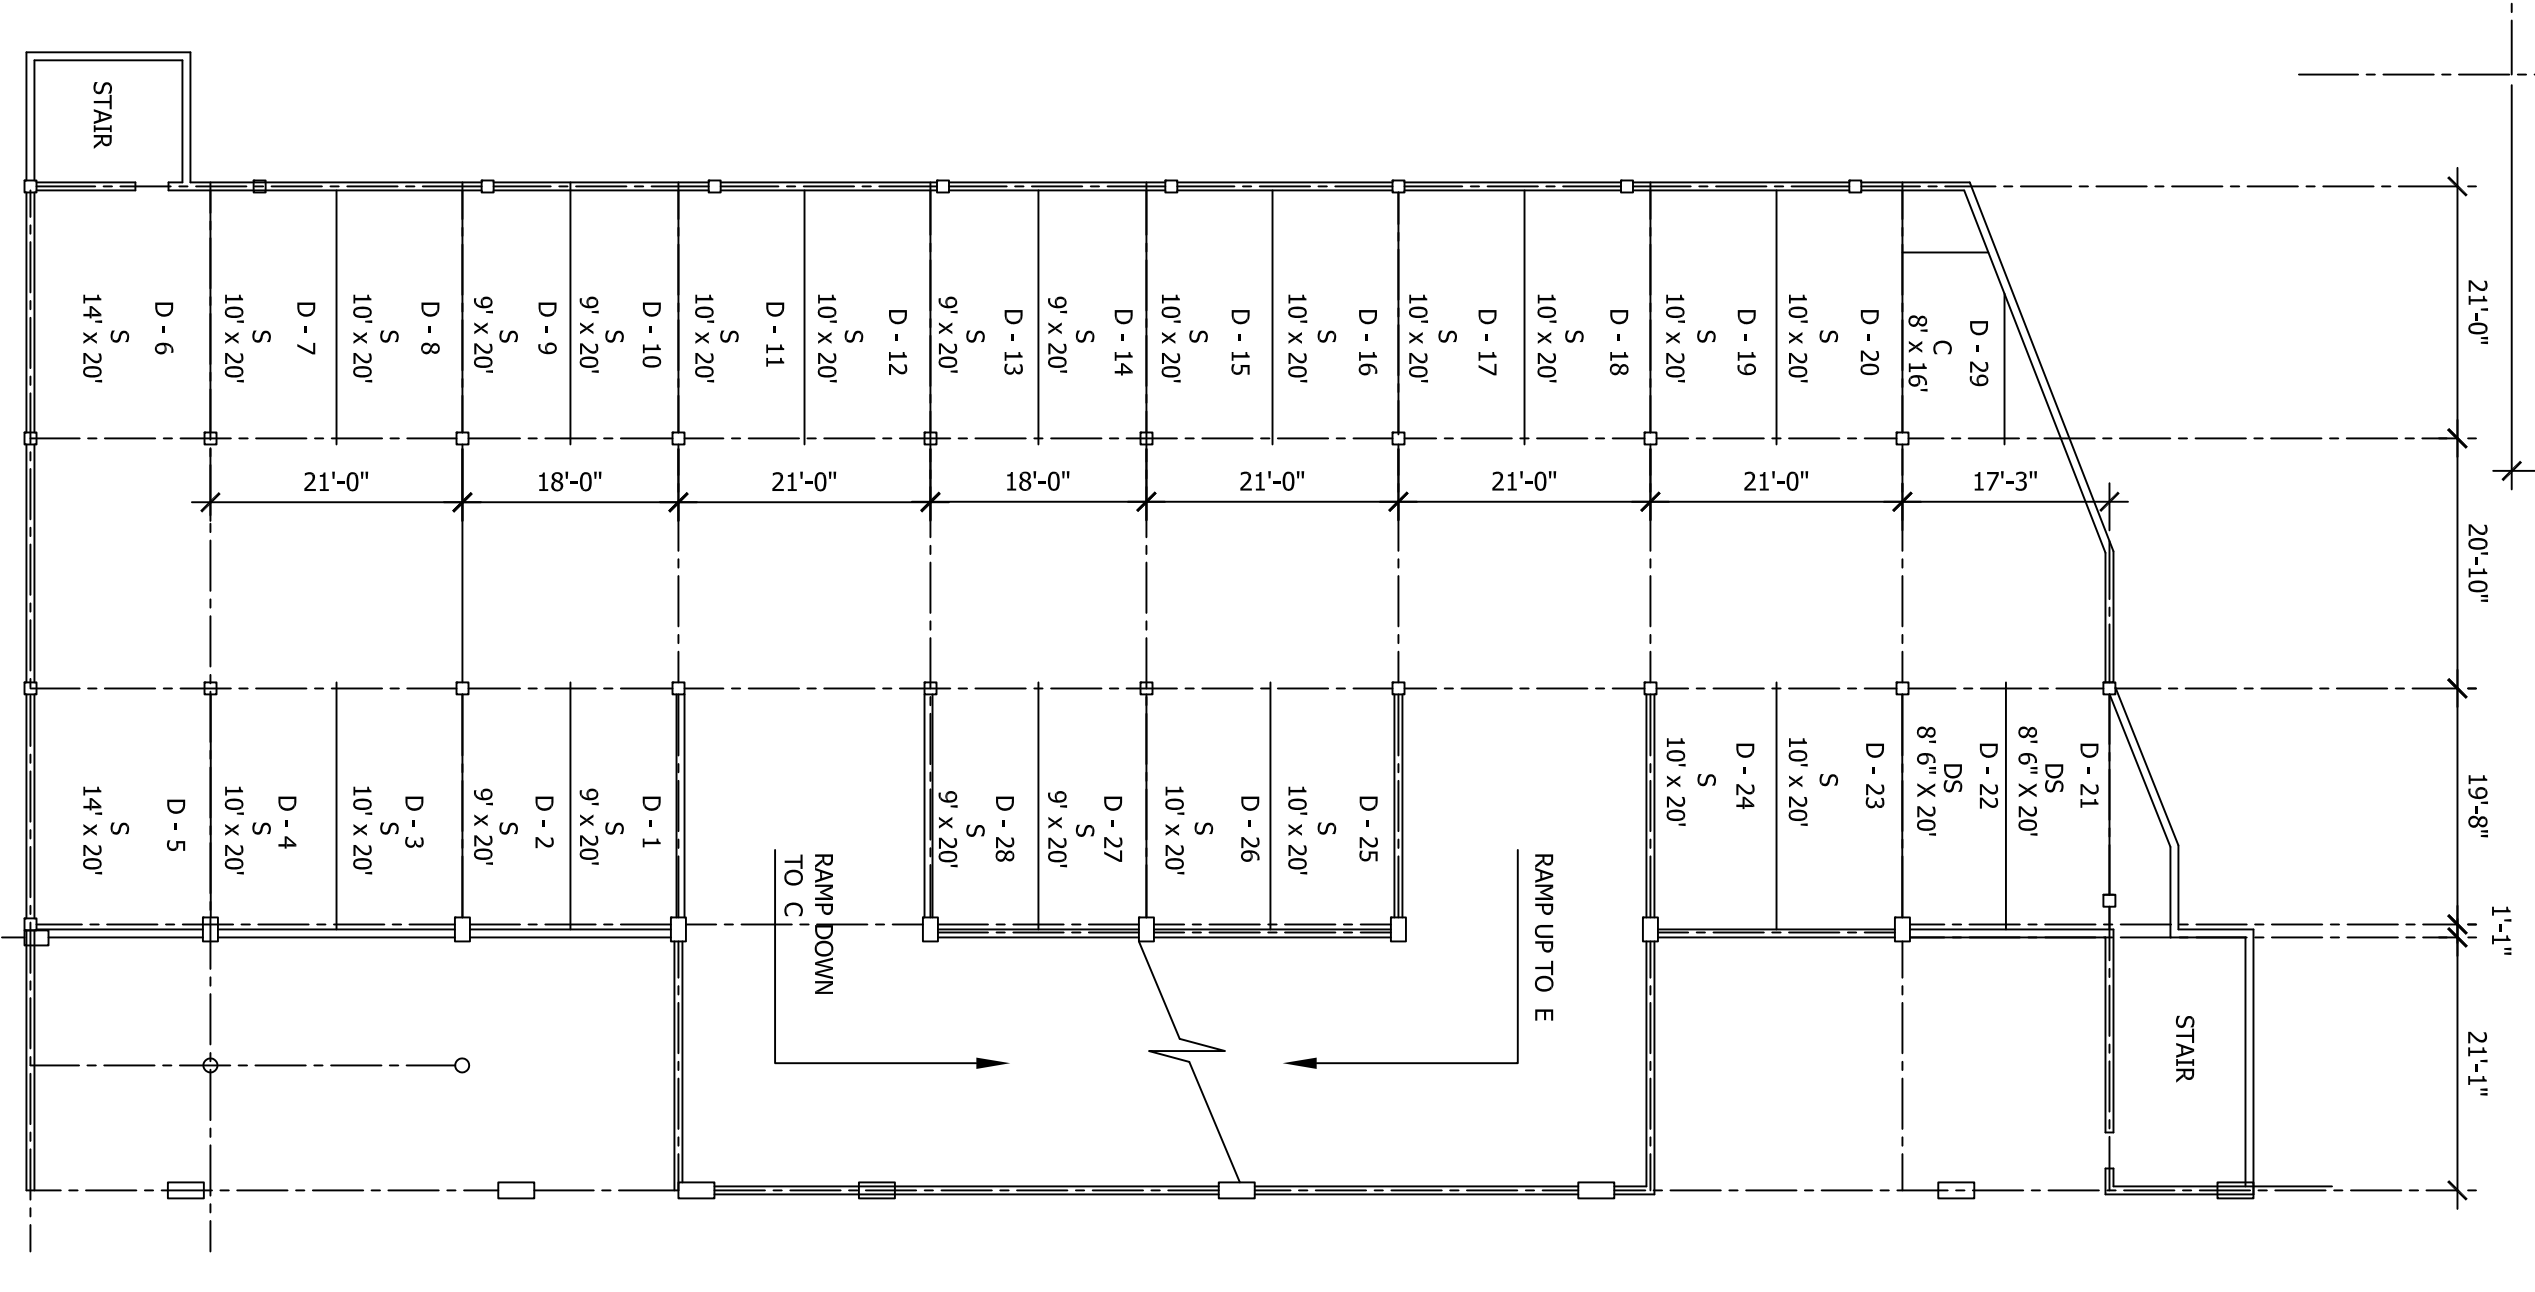 STAIR
D - 6
S
14' x 20'
D - 7
S
10' x 20'
D - 8
S
10' x 20'
D - 9
S
9' x 20'
D - 10
S
9' x 20'
D - 11
S
10' x 20'
D - 12
S
10' x 20'
D - 13
S
9' x 20'
D - 14
S
9' x 20'
D - 15
S
10' x 20'
D - 16
S
10' x 20'
D - 17
S
10' x 20'
D - 18
S
10' x 20'
D - 19
S
10' x 20'
D - 20
S
10' x 20'
D - 29
C
8' x 16'
21'-0"
18'-0"
21'-0"
18'-0"
21'-0"
21'-0"
21'-0"
17'-3"
D - 5
S
14' x 20'
D - 4
S
10' x 20'
D - 3
S
10' x 20'
D - 2
S
9' x 20'
D - 1
S
9' x 20'
D - 28
S
9' x 20'
D - 27
S
9' x 20'
D - 26
S
10' x 20'
D - 25
S
10' x 20'
D - 24
S
10' x 20'
D - 23
S
10' x 20'
D - 22
DS
8' 6" X 20'
D - 21
DS
8' 6" X 20'
RAMP DOWN
TO C
RAMP UP TO E
STAIR
21'-0"
20'-10"
19'-8"
1'-1"
21'-1"